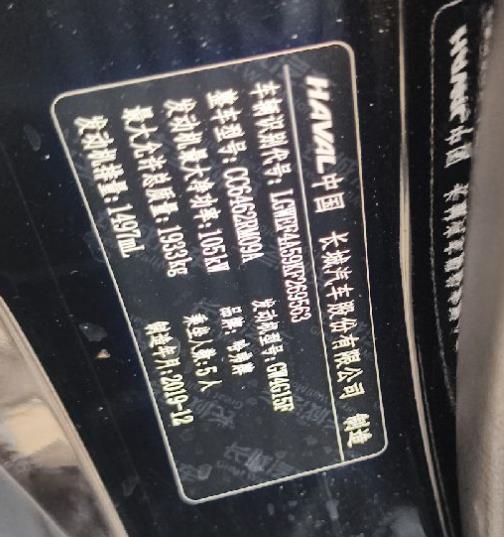 HAVAL 中国 长城汽车股份有限公司 制造
车辆识别代号: LGWEF4A59KF269563
整车型号: CC6462RM09A 发动机型号: GW4G15F
发动机最大净功率: 105kW 品牌: 哈弗牌
最大允许总质量: 1933kg 乘坐人数: 5人
发动机排量: 1497mL 制造年月: 2019-12